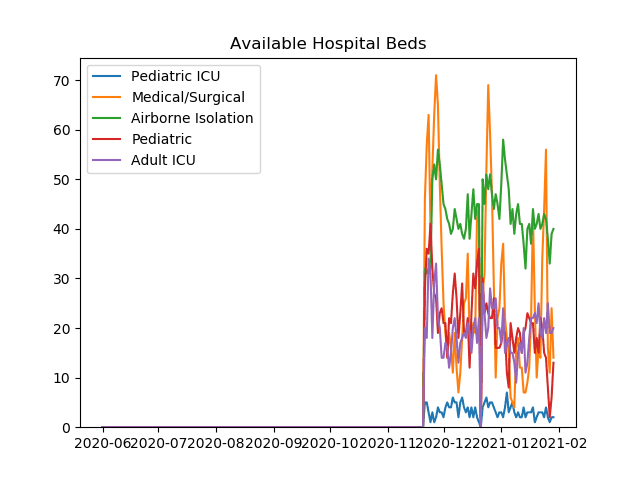 Available Hospital Beds
Pediatric ICU
Medical/Surgical
Airborne Isolation
Pediatric
Adult ICU
70
60
50
40
30
20
10
0
2020-06 2020-07 2020-08 2020-09 2020-10 2020-11 2020-12 2021-01 2021-02